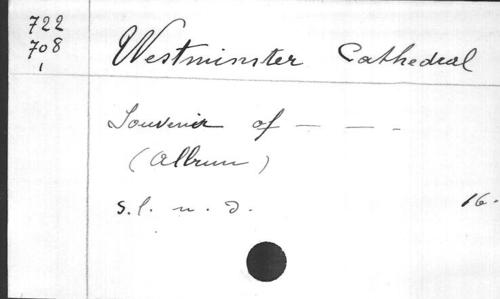 722
708
1
Westminster Cathedral
Souvenir of — — -
(Album)
s.l. n. d.
16-